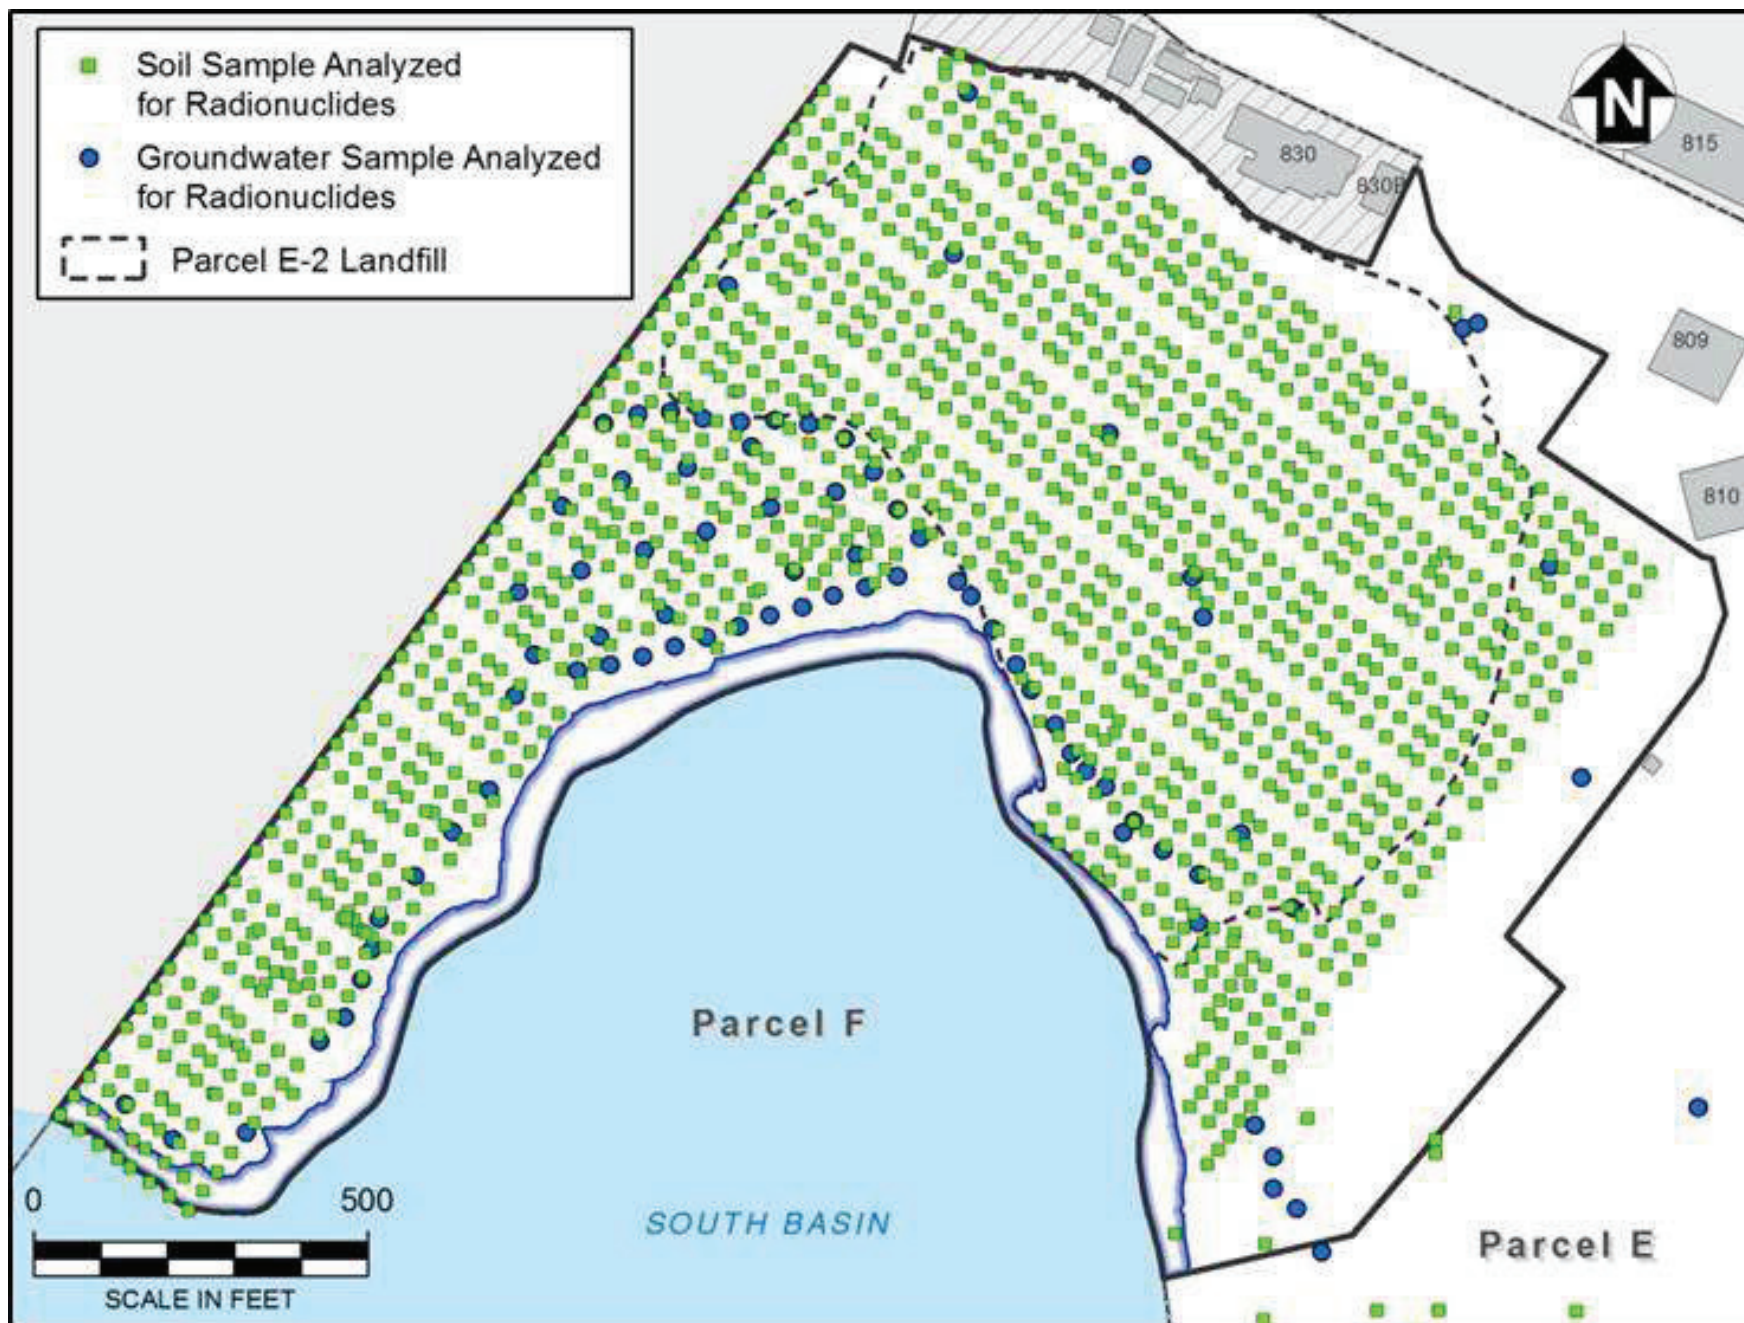 Soil Sample Analyzed
for Radionuclides
Groundwater Sample Analyzed
for Radionuclides
Parcel E-2 Landfill
N
815
830
830B
809
810
Parcel F
SOUTH BASIN
Parcel E
0 500
SCALE IN FEET